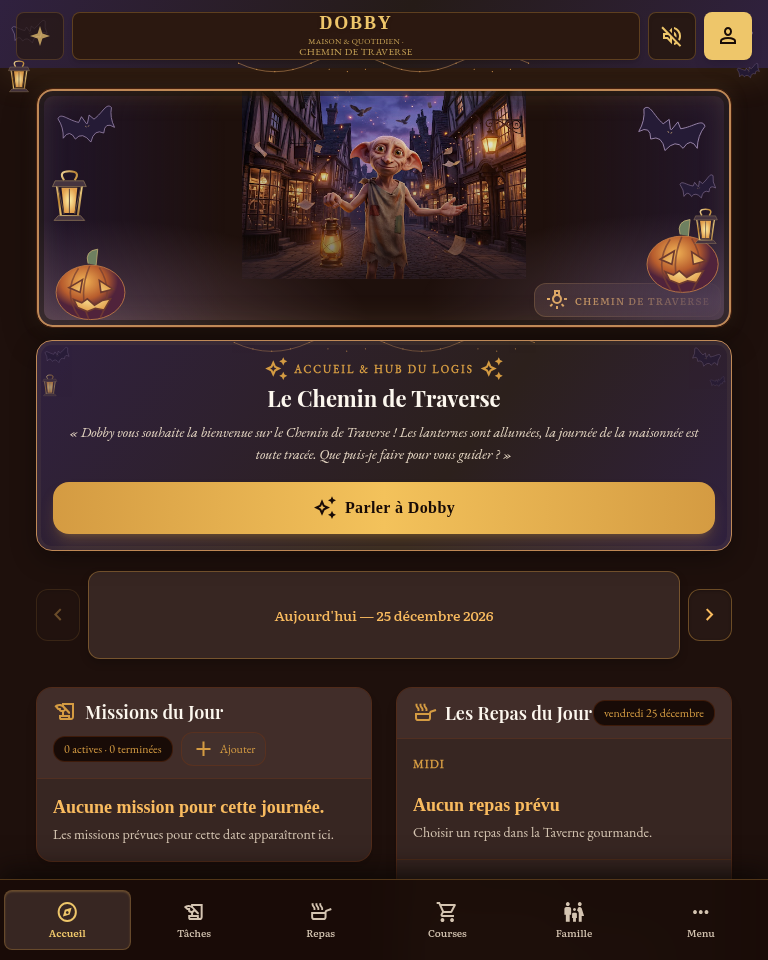 DOBBY
MAISON & QUOTIDIEN ·
CHEMIN DE TRAVERSE
CHEMIN DE TRAVERSE
ACCUEIL & HUB DU LOGIS
Le Chemin de Traverse
« Dobby vous souhaite la bienvenue sur le Chemin de Traverse ! Les lanternes sont allumées, la journée de la maisonnée est
toute tracée. Que puis-je faire pour vous guider ? »
Parler à Dobby
Aujourd'hui — 25 décembre 2026
Missions du Jour
0 actives · 0 terminées
Ajouter
Aucune mission pour cette journée.
Les missions prévues pour cette date apparaîtront ici.
Les Repas du Jour
vendredi 25 décembre
MIDI
Aucun repas prévu
Choisir un repas dans la Taverne gourmande.
Accueil
Tâches
Repas
Courses
Famille
Menu